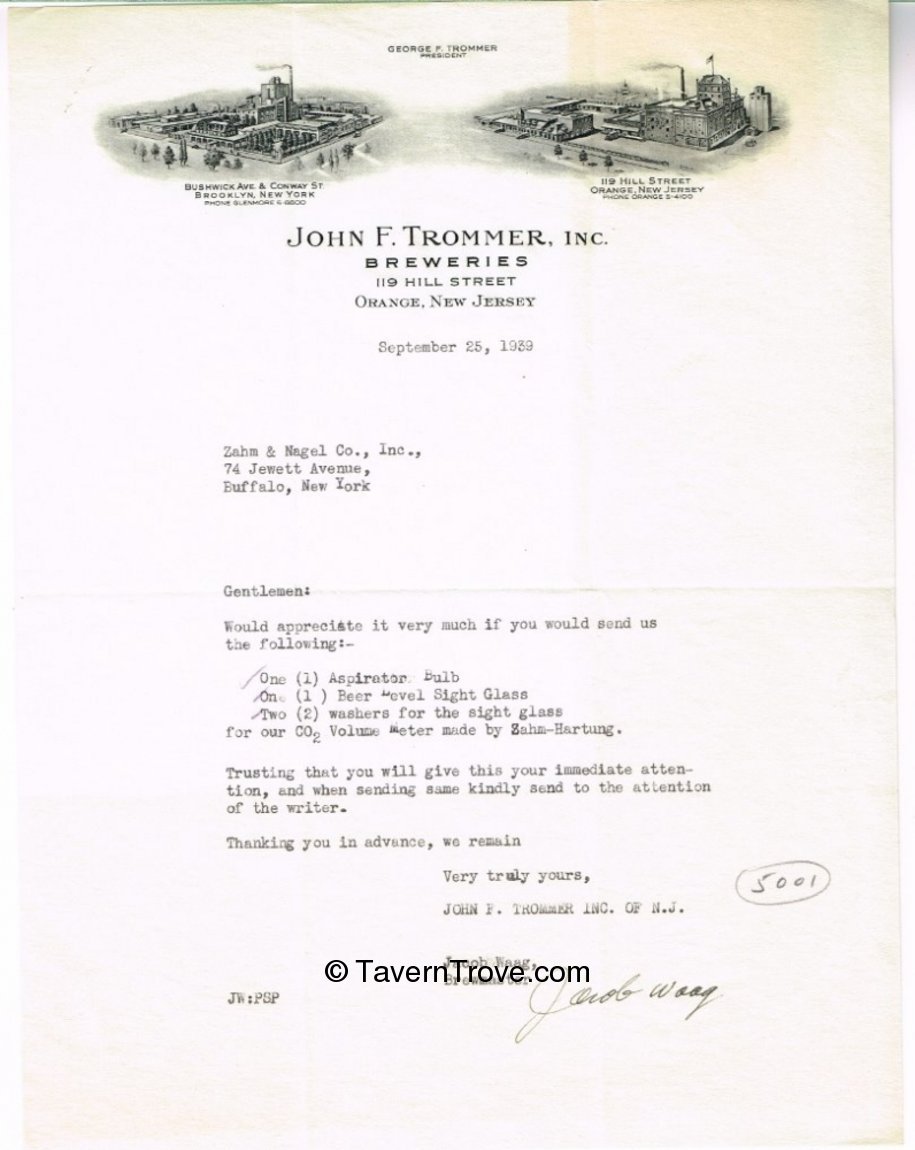 GEORGE F. TROMMER
PRESIDENT
BUSHWICK AVE. & CONWAY ST.
BROOKLYN, NEW YORK
PHONE GLENMORE 5-6800
119 HILL STREET
ORANGE, NEW JERSEY
PHONE ORANGE 5-4100
JOHN F. TROMMER, INC.
BREWERIES
119 HILL STREET
ORANGE, NEW JERSEY
September 25, 1939
Zahm & Nagel Co., Inc.,
74 Jewett Avenue,
Buffalo, New York
Gentlemen:
Would appreciate it very much if you would send us
the following:-
One (1) Aspirator Bulb
One (1 ) Beer Level Sight Glass
Two (2) washers for the sight glass
for our CO2 Volume Meter made by Zahm-Hartung.
Trusting that you will give this your immediate atten-
tion, and when sending same kindly send to the attention
of the writer.
Thanking you in advance, we remain
Very truly yours,
5001
JOHN F. TROMMER INC. OF N.J.
Jacob Waag,
© TavernTrove.com
Brewmaster
Jacob Waag
JW:PSP